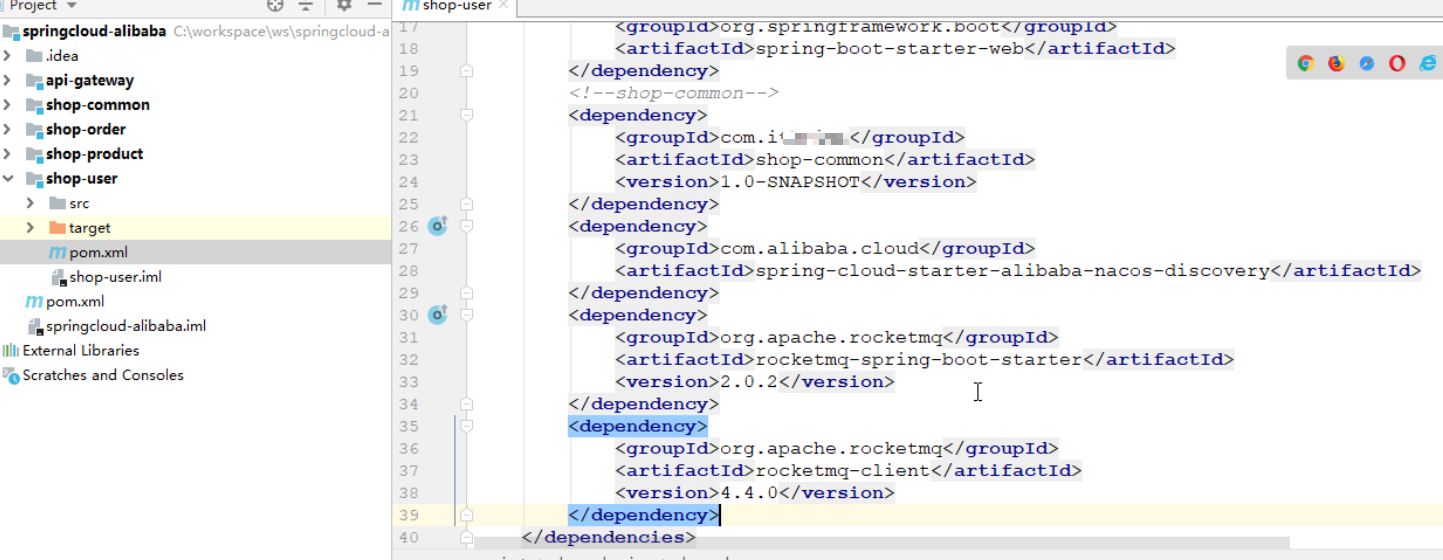 Project
springcloud-alibaba C:\workspace\ws\springcloud-a
.idea
api-gateway
shop-common
shop-order
shop-product
shop-user
src
target
pom.xml
shop-user.iml
pom.xml
springcloud-alibaba.iml
External Libraries
Scratches and Consoles
shop-user
17 <groupId>org.springframework.boot</groupId>
18 <artifactId>spring-boot-starter-web</artifactId>
19 </dependency>
20 <!--shop-common-->
21 <dependency>
22 <groupId>com.it</groupId>
23 <artifactId>shop-common</artifactId>
24 <version>1.0-SNAPSHOT</version>
25 </dependency>
26 <dependency>
27 <groupId>com.alibaba.cloud</groupId>
28 <artifactId>spring-cloud-starter-alibaba-nacos-discovery</artifactId>
29 </dependency>
30 <dependency>
31 <groupId>org.apache.rocketmq</groupId>
32 <artifactId>rocketmq-spring-boot-starter</artifactId>
33 <version>2.0.2</version>
34 </dependency>
35 <dependency>
36 <groupId>org.apache.rocketmq</groupId>
37 <artifactId>rocketmq-client</artifactId>
38 <version>4.4.0</version>
39 </dependency>
40 </dependencies>